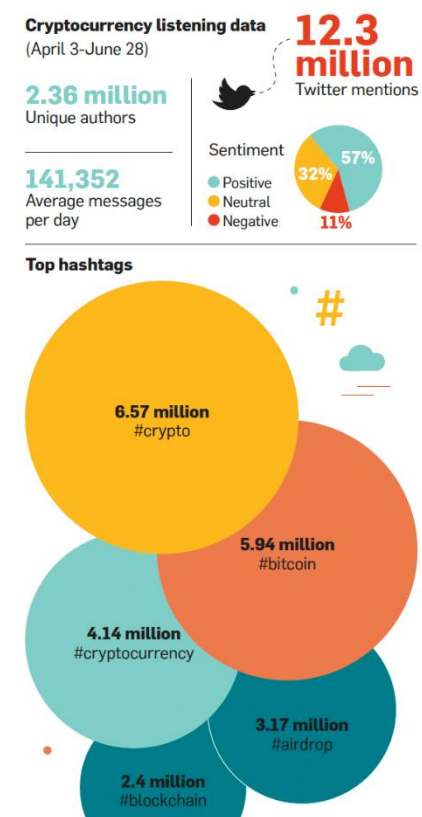 Cryptocurrency listening data
(April 3-June 28)
12.3
million
Twitter mentions
2.36 million
Unique authors
141,352
Average messages
per day
Sentiment
Positive
Neutral
Negative
57%
32%
11%
Top hashtags
#
6.57 million
#crypto
5.94 million
#bitcoin
4.14 million
#cryptocurrency
3.17 million
#airdrop
2.4 million
#blockchain